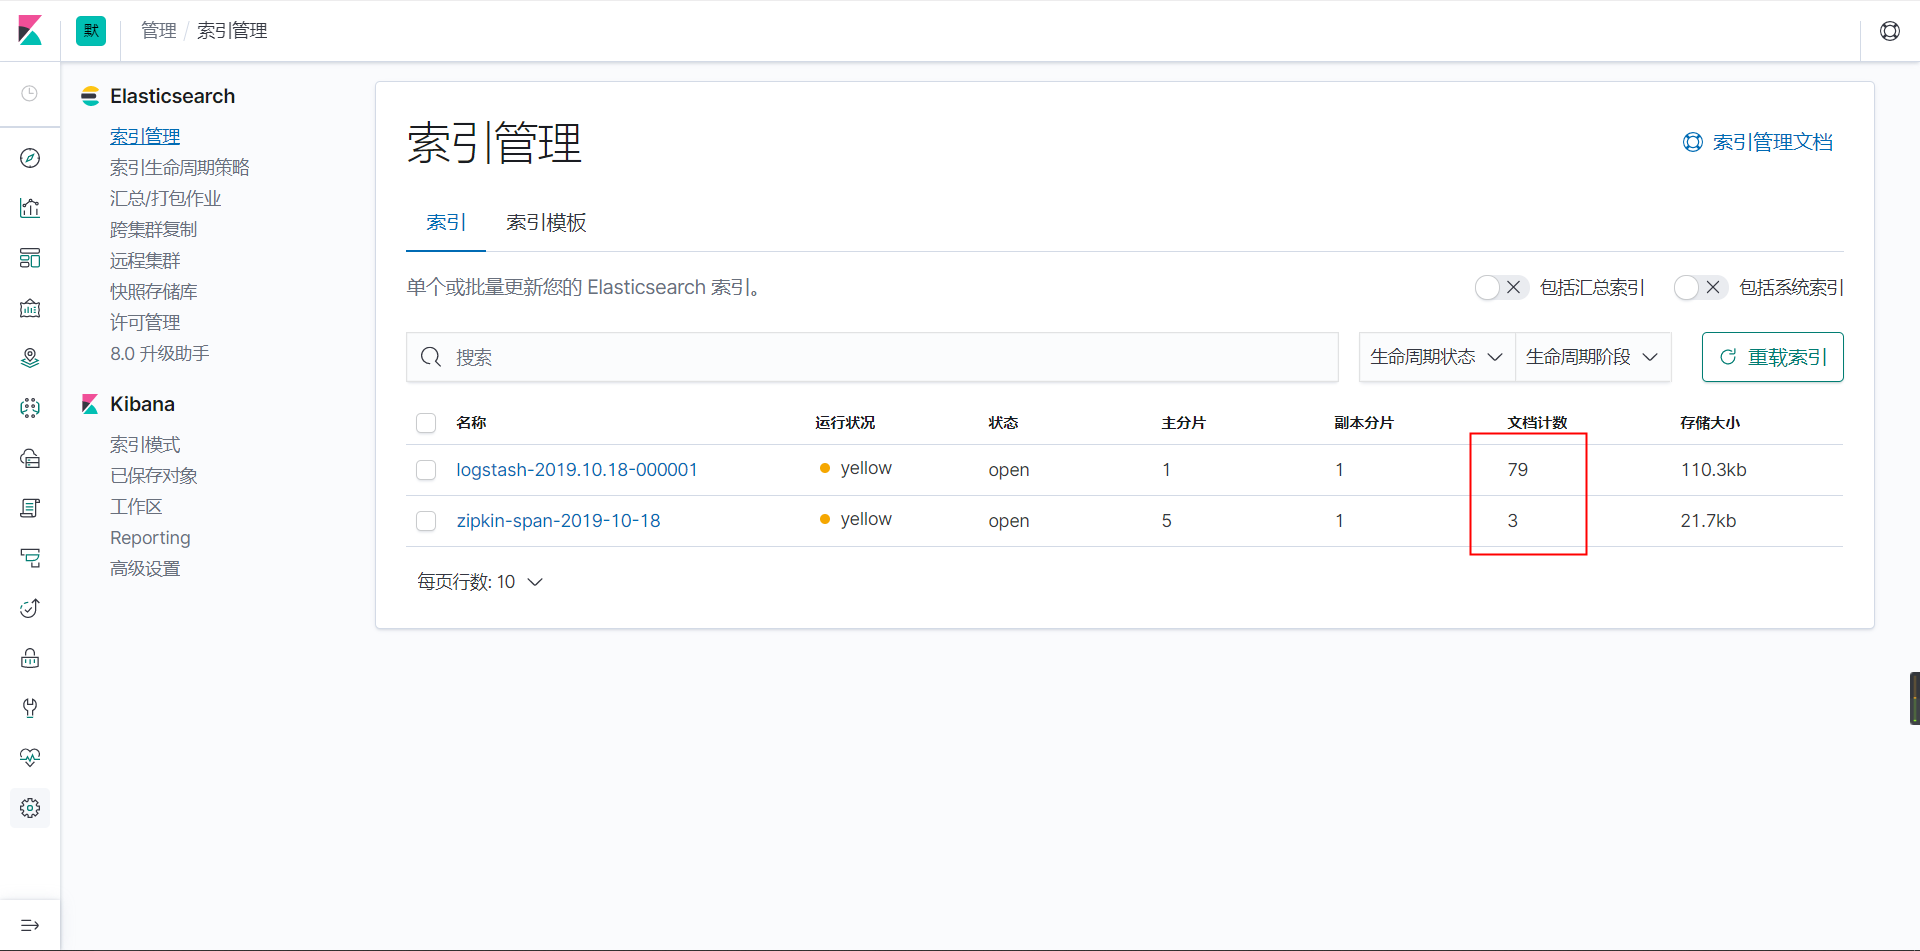 默
管理 / 索引管理
Elasticsearch
索引管理
索引生命周期策略
汇总/打包作业
跨集群复制
远程集群
快照存储库
许可管理
8.0 升级助手
Kibana
索引模式
已保存对象
工作区
Reporting
高级设置
索引管理
索引管理文档
索引 索引模板
单个或批量更新您的 Elasticsearch 索引。
包括汇总索引 包括系统索引
搜索 生命周期状态 生命周期阶段 重载索引
名称 运行状况 状态 主分片 副本分片 文档计数 存储大小
logstash-2019.10.18-000001 yellow open 1 1 79 110.3kb
zipkin-span-2019-10-18 yellow open 5 1 3 21.7kb
每页行数: 10